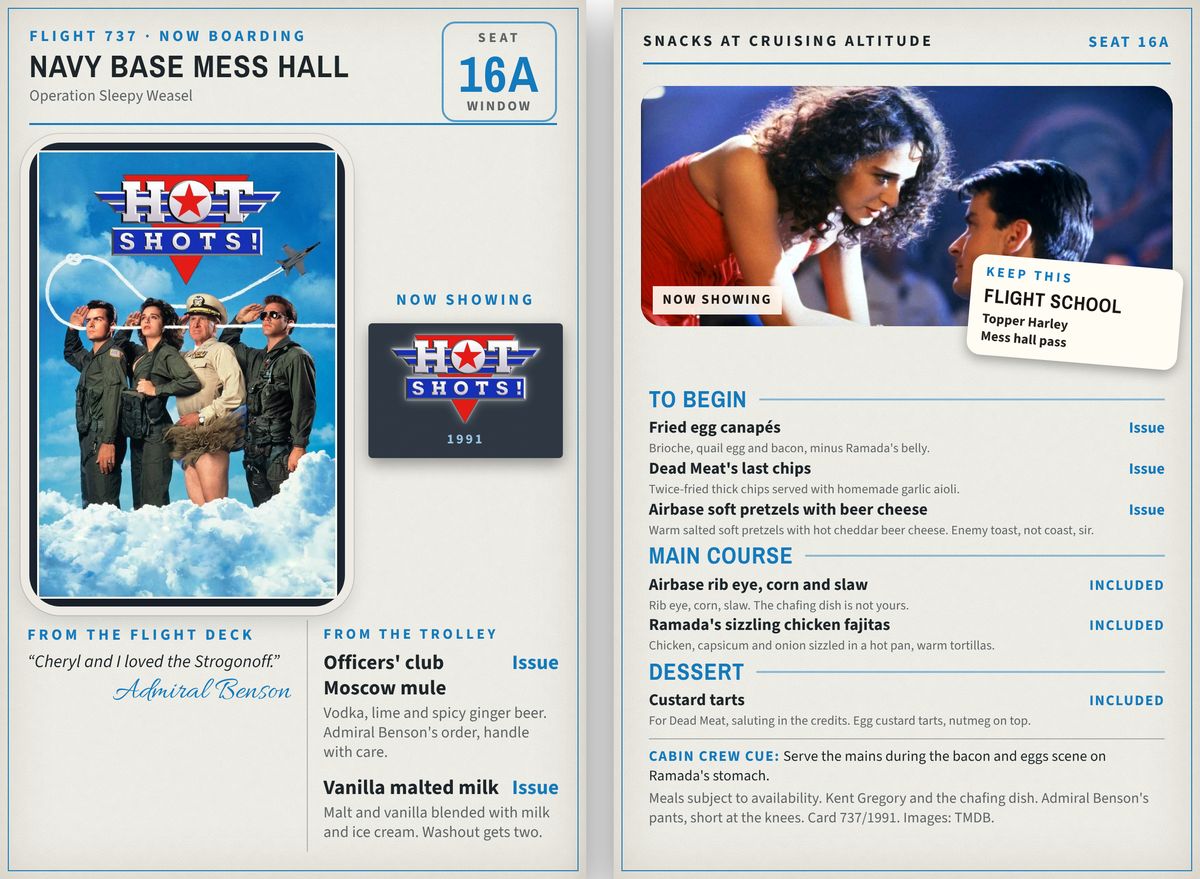 FLIGHT 737 · NOW BOARDING
NAVY BASE MESS HALL
Operation Sleepy Weasel
SEAT
16A
WINDOW
HOT
SHOTS!
NOW SHOWING
HOT
SHOTS!
1991
FROM THE FLIGHT DECK
“Cheryl and I loved the Strogonoff.”
Admiral Benson
FROM THE TROLLEY
Officers' club Issue
Moscow mule
Vodka, lime and spicy ginger beer.
Admiral Benson's order, handle
with care.
Vanilla malted milk Issue
Malt and vanilla blended with milk
and ice cream. Washout gets two.
SNACKS AT CRUISING ALTITUDE SEAT 16A
NOW SHOWING
KEEP THIS
FLIGHT SCHOOL
Topper Harley
Mess hall pass
TO BEGIN
Fried egg canapés Issue
Brioche, quail egg and bacon, minus Ramada's belly.
Dead Meat's last chips Issue
Twice-fried thick chips served with homemade garlic aioli.
Airbase soft pretzels with beer cheese Issue
Warm salted soft pretzels with hot cheddar beer cheese. Enemy toast, not coast, sir.
MAIN COURSE
Airbase rib eye, corn and slaw INCLUDED
Rib eye, corn, slaw. The chafing dish is not yours.
Ramada's sizzling chicken fajitas INCLUDED
Chicken, capsicum and onion sizzled in a hot pan, warm tortillas.
DESSERT
Custard tarts INCLUDED
For Dead Meat, saluting in the credits. Egg custard tarts, nutmeg on top.
CABIN CREW CUE: Serve the mains during the bacon and eggs scene on
Ramada's stomach.
Meals subject to availability. Kent Gregory and the chafing dish. Admiral Benson's
pants, short at the knees. Card 737/1991. Images: TMDB.